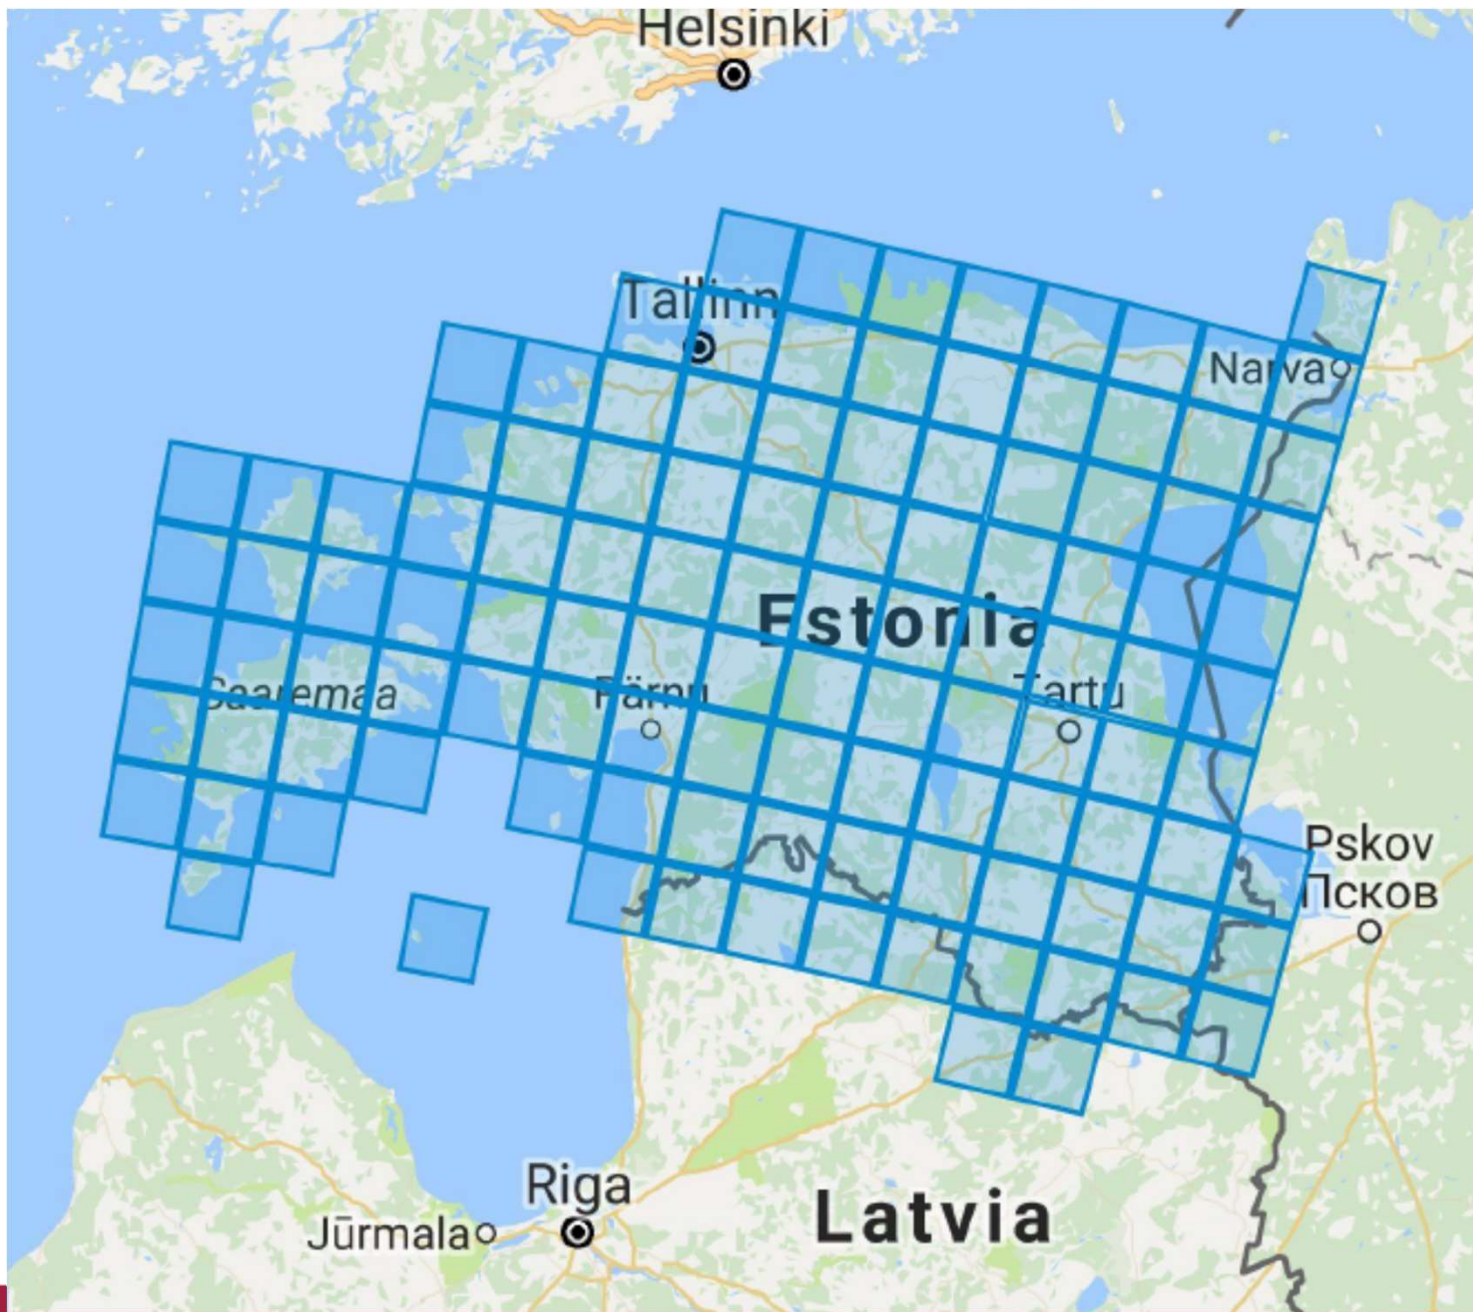 Helsinki
Tallinn
Narva
Estonia
Saaremaa
Pärnu
Tartu
Pskov
Псков
Riga
Jūrmala
Latvia